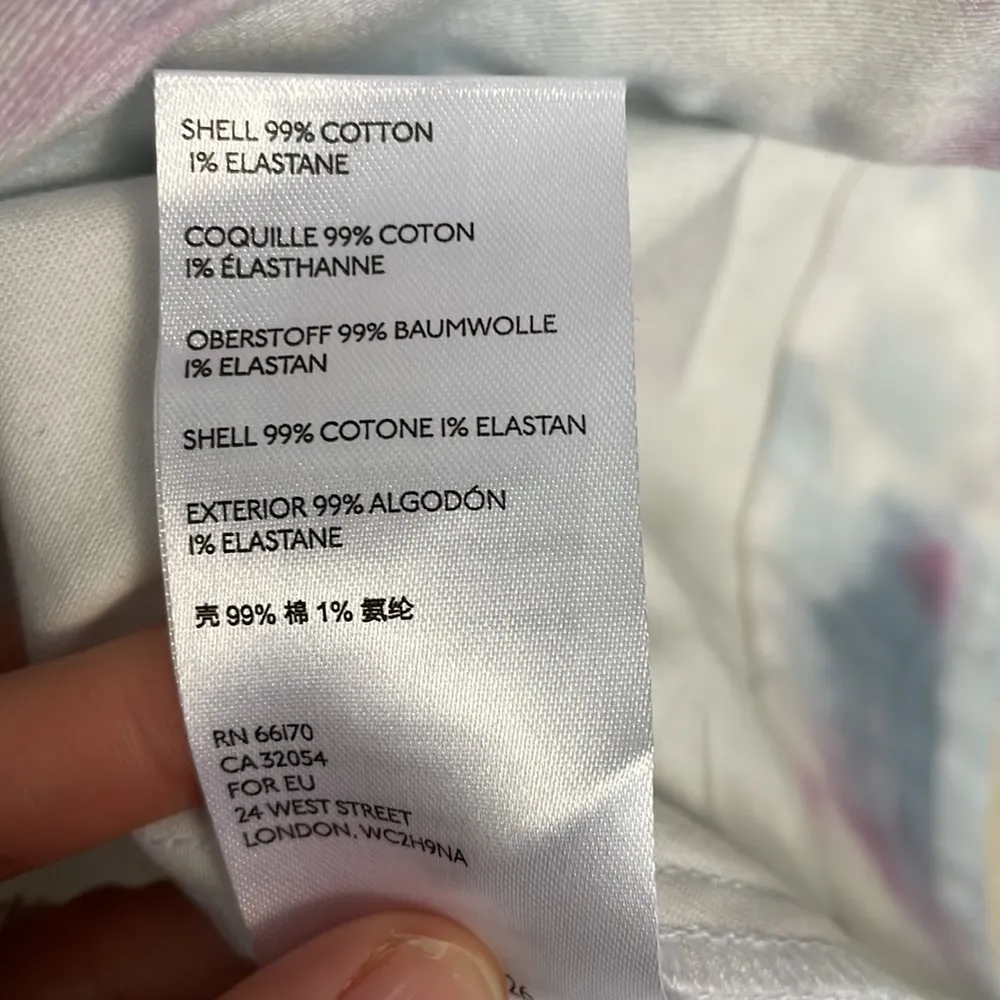 SHELL 99% COTTON
1% ELASTANE
COQUILLE 99% COTON
1% ÉLASTHANNE
OBERSTOFF 99% BAUMWOLLE
1% ELASTAN
SHELL 99% COTONE 1% ELASTAN
EXTERIOR 99% ALGODÓN
1% ELASTANE
壳 99% 棉 1% 氨纶
RN 66170
CA 32054
FOR EU
24 WEST STREET
LONDON, WC2H9NA